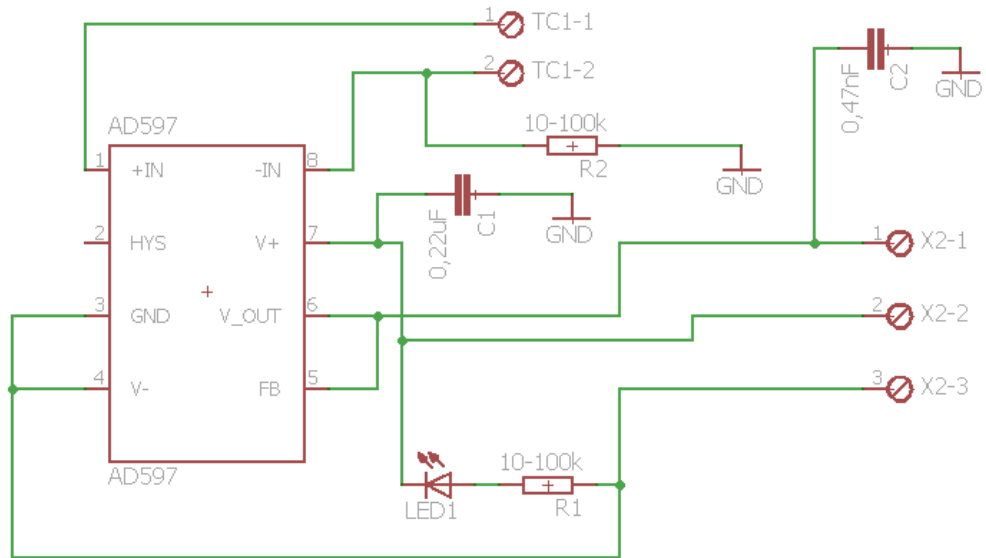 1 TC1-1
2 TC1-2
0,47nF
C2
GND
AD597
10-100k
R2
GND
1 +IN -IN 8
2 HYS V+ 7
3 GND V_OUT 6
4 V- FB 5
AD597
0,22uF
C1
GND
1 X2-1
2 X2-2
3 X2-3
LED1
10-100k
R1